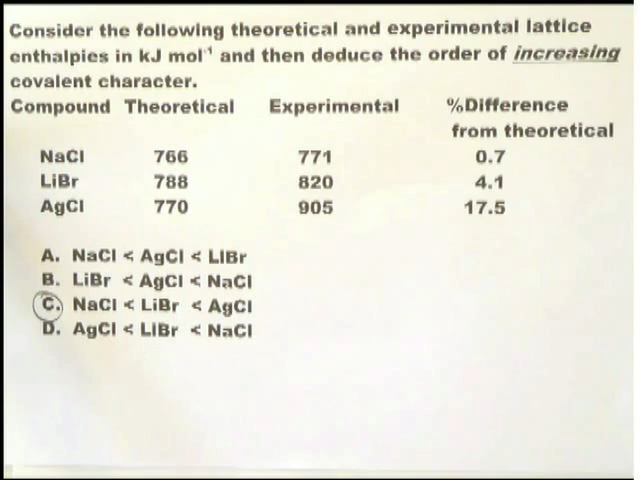 Consider the following theoretical and experimental lattice
enthalpies in kJ mol⁻¹ and then deduce the order of increasing
covalent character.
Compound Theoretical Experimental %Difference
from theoretical
NaCl 766 771 0.7
LiBr 788 820 4.1
AgCl 770 905 17.5
A. NaCl < AgCl < LiBr
B. LiBr < AgCl < NaCl
C. NaCl < LiBr < AgCl
D. AgCl < LiBr < NaCl